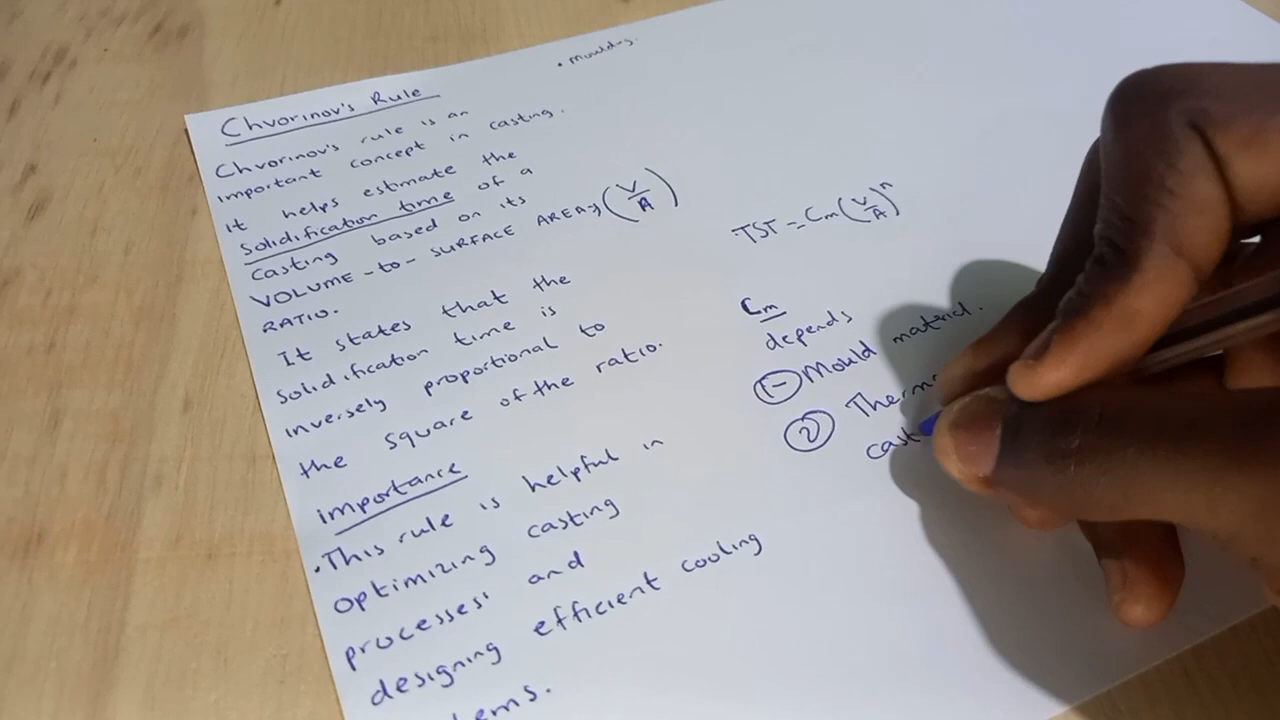 • Moulding.
Chvorinov's Rule
Chvorinov's rule is an
important concept in casting.
it helps estimate the
Solidification time of a
Casting based on its
VOLUME -to- SURFACE AREA, (V/A)
RATIO.
It states that the
Solidification time is
inversely proportional to
the square of the ratio.
importance
. This rule is helpful in
optimizing casting
processes and
designing efficient cooling
tems.
TST = Cm (V/A)ⁿ
Cm
depends
1- Mould material.
2) Therm
cast